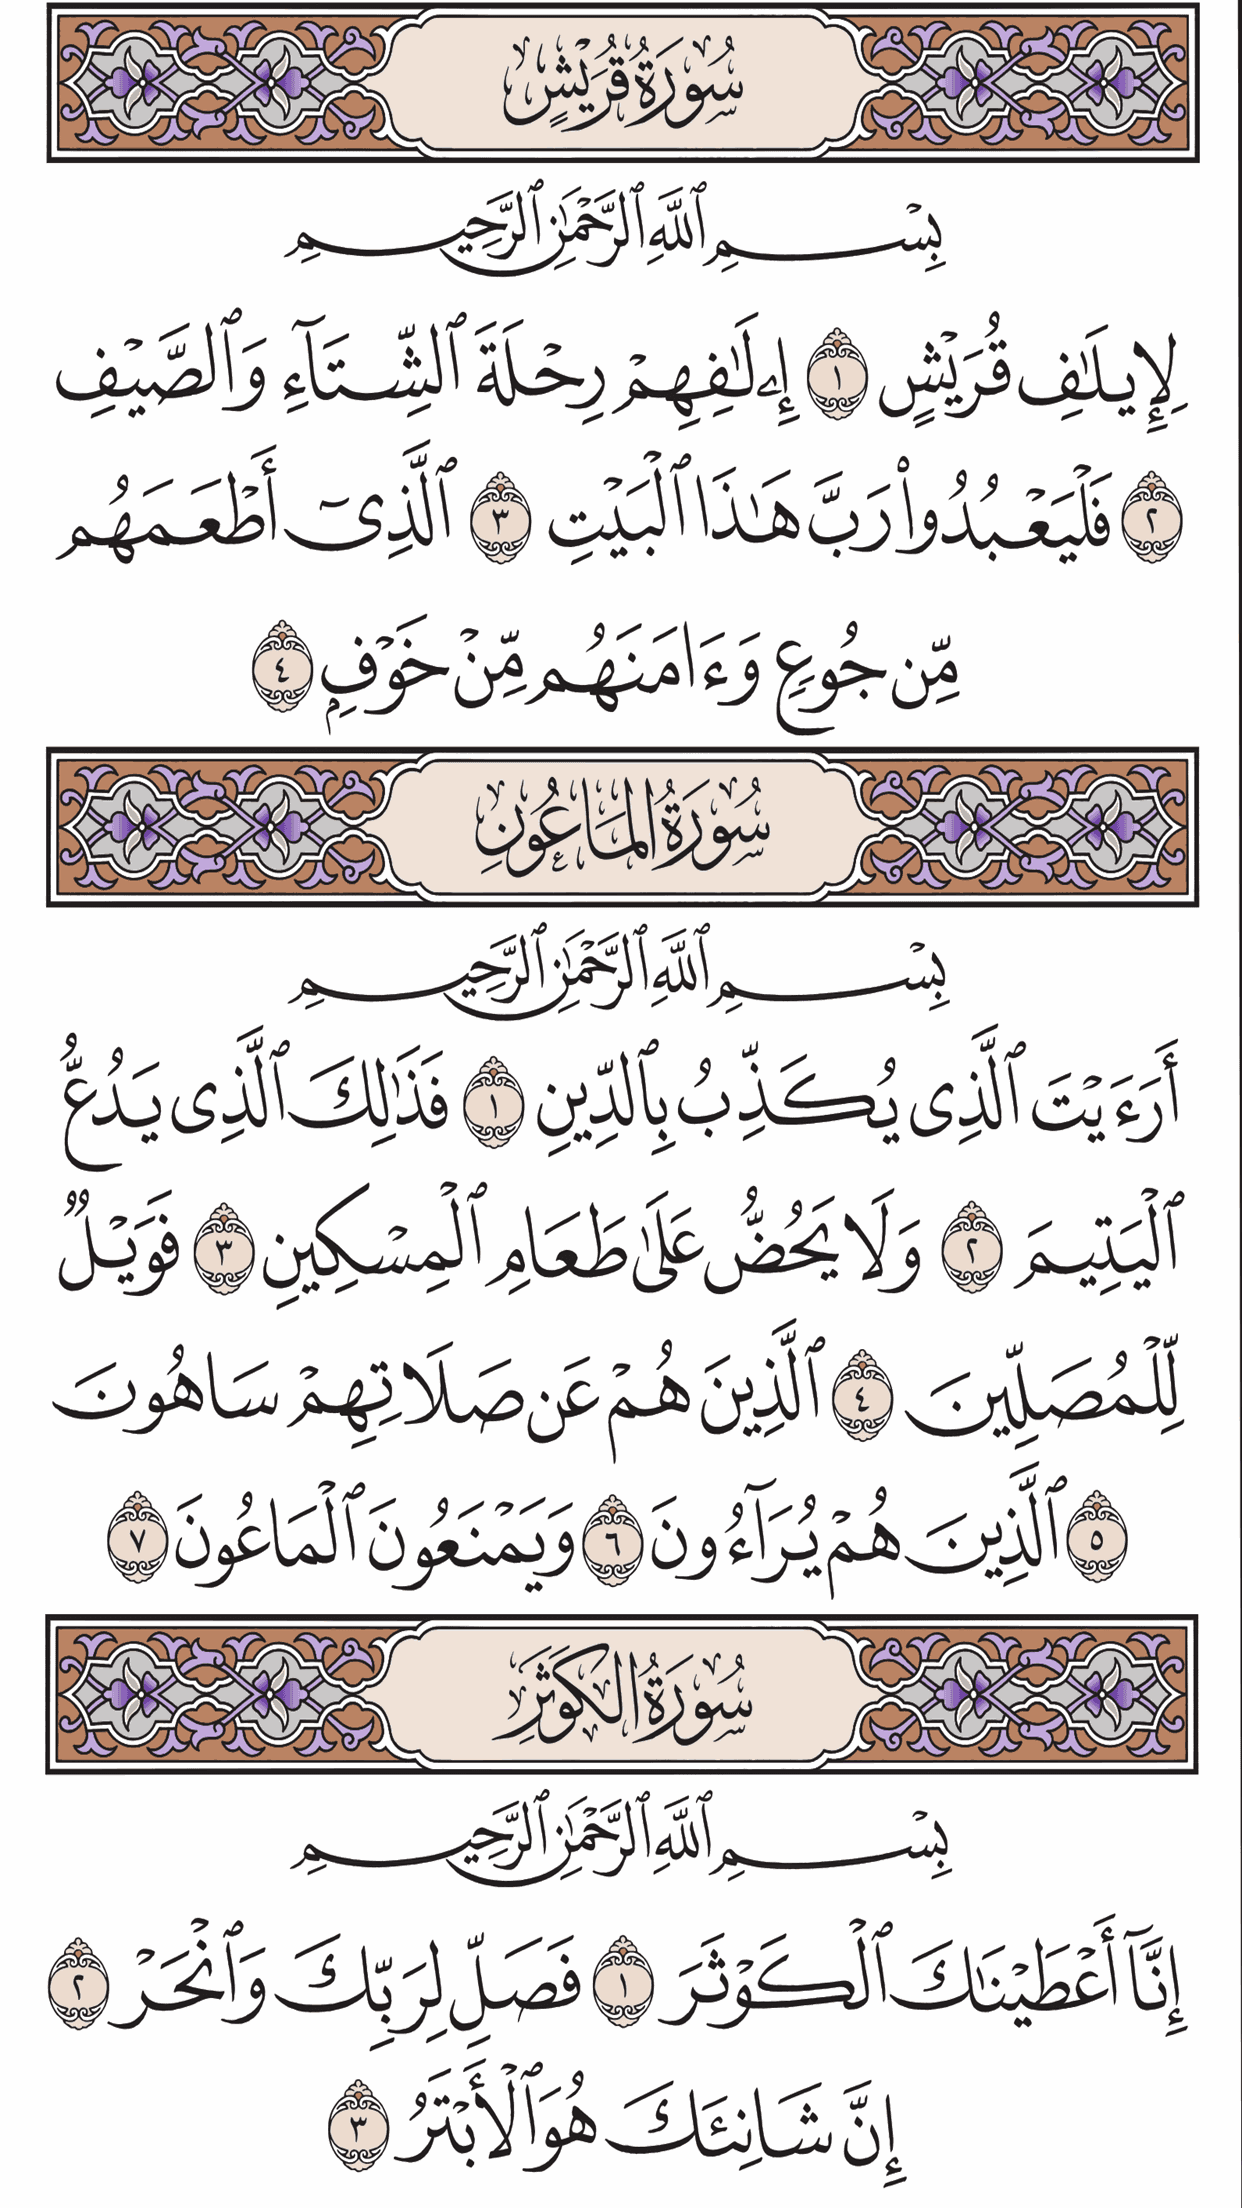 سُورَةُ قُرَيْشٍ
بِسْمِ ٱللَّهِ ٱلرَّحْمَٰنِ ٱلرَّحِيمِ
لِإِيلَٰفِ قُرَيْشٍ ١ إِۦلَٰفِهِمْ رِحْلَةَ ٱلشِّتَآءِ وَٱلصَّيْفِ
٢ فَلْيَعْبُدُوا۟ رَبَّ هَٰذَا ٱلْبَيْتِ ٣ ٱلَّذِىٓ أَطْعَمَهُم
مِّن جُوعٍ وَءَامَنَهُم مِّنْ خَوْفٍۭ ٤
سُورَةُ المَاعُونِ
بِسْمِ ٱللَّهِ ٱلرَّحْمَٰنِ ٱلرَّحِيمِ
أَرَءَيْتَ ٱلَّذِى يُكَذِّبُ بِٱلدِّينِ ١ فَذَٰلِكَ ٱلَّذِى يَدُعُّ
ٱلْيَتِيمَ ٢ وَلَا يَحُضُّ عَلَىٰ طَعَامِ ٱلْمِسْكِينِ ٣ فَوَيْلٌ
لِّلْمُصَلِّينَ ٤ ٱلَّذِينَ هُمْ عَن صَلَاتِهِمْ سَاهُونَ
٥ ٱلَّذِينَ هُمْ يُرَآءُونَ ٦ وَيَمْنَعُونَ ٱلْمَاعُونَ ٧
سُورَةُ الكَوْثَرِ
بِسْمِ ٱللَّهِ ٱلرَّحْمَٰنِ ٱلرَّحِيمِ
إِنَّآ أَعْطَيْنَٰكَ ٱلْكَوْثَرَ ١ فَصَلِّ لِرَبِّكَ وَٱنْحَرْ ٢
إِنَّ شَانِئَكَ هُوَ ٱلْأَبْتَرُ ٣